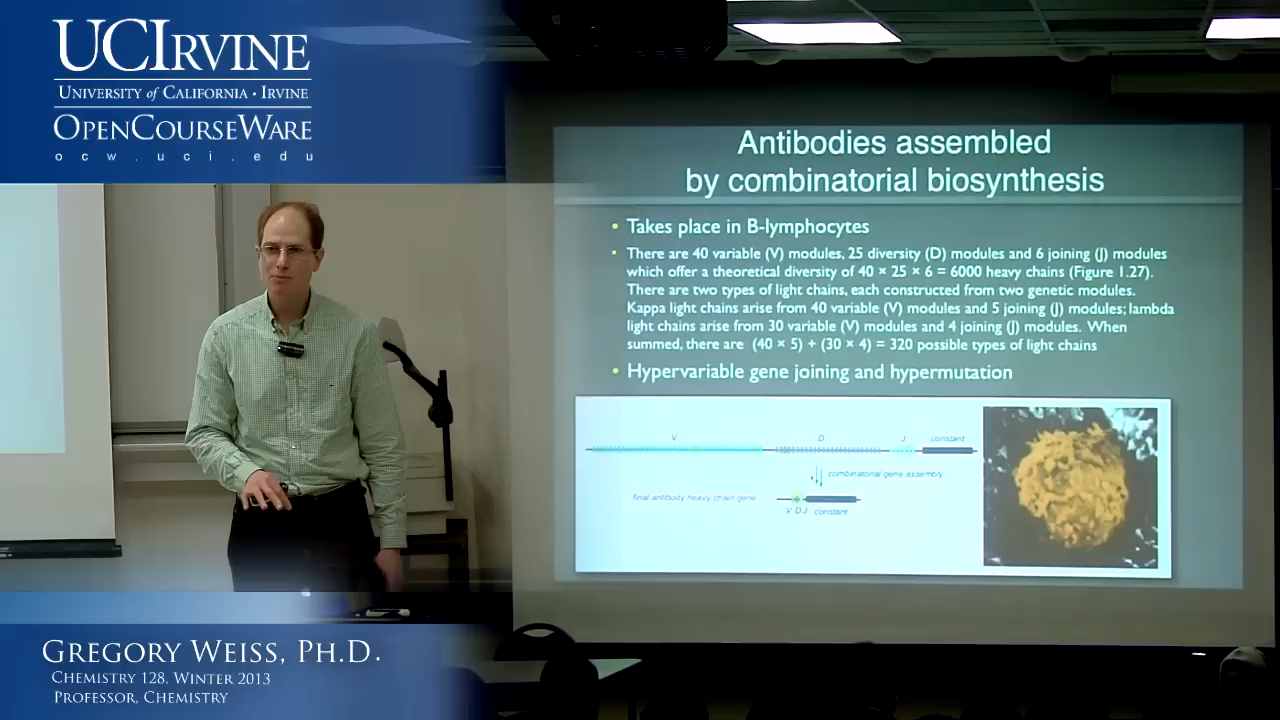 UCIRVINE
UNIVERSITY of CALIFORNIA • IRVINE
OPENCOURSEWARE
ocw.uci.edu
Antibodies assembled
by combinatorial biosynthesis
• Takes place in B-lymphocytes
• There are 40 variable (V) modules, 25 diversity (D) modules and 6 joining (J) modules
which offer a theoretical diversity of 40 × 25 × 6 = 6000 heavy chains (Figure 1.27).
There are two types of light chains, each constructed from two genetic modules.
Kappa light chains arise from 40 variable (V) modules and 5 joining (J) modules; lambda
light chains arise from 30 variable (V) modules and 4 joining (J) modules. When
summed, there are (40 × 5) + (30 × 4) = 320 possible types of light chains
• Hypervariable gene joining and hypermutation
V D J constant
combinatorial gene assembly
final antibody heavy chain gene
V D J constant
GREGORY WEISS, PH.D.
CHEMISTRY 128, WINTER 2013
PROFESSOR, CHEMISTRY